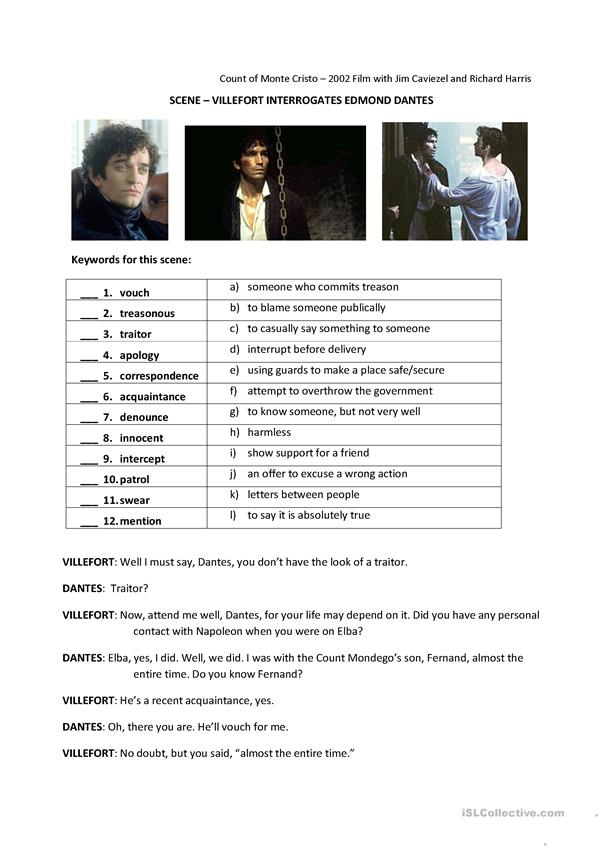 Count of Monte Cristo – 2002 Film with Jim Caviezel and Richard Harris
SCENE – VILLEFORT INTERROGATES EDMOND DANTES
Keywords for this scene:
___ 1. vouch
a) someone who commits treason
___ 2. treasonous
b) to blame someone publically
___ 3. traitor
c) to casually say something to someone
___ 4. apology
d) interrupt before delivery
___ 5. correspondence
e) using guards to make a place safe/secure
___ 6. acquaintance
f) attempt to overthrow the government
___ 7. denounce
g) to know someone, but not very well
___ 8. innocent
h) harmless
___ 9. intercept
i) show support for a friend
___ 10. patrol
j) an offer to excuse a wrong action
___ 11. swear
k) letters between people
___ 12. mention
l) to say it is absolutely true
VILLEFORT: Well I must say, Dantes, you don't have the look of a traitor.
DANTES: Traitor?
VILLEFORT: Now, attend me well, Dantes, for your life may depend on it. Did you have any personal
contact with Napoleon when you were on Elba?
DANTES: Elba, yes, I did. Well, we did. I was with the Count Mondego's son, Fernand, almost the
entire time. Do you know Fernand?
VILLEFORT: He's a recent acquaintance, yes.
DANTES: Oh, there you are. He'll vouch for me.
VILLEFORT: No doubt, but you said, "almost the entire time."
iSLCollective.com